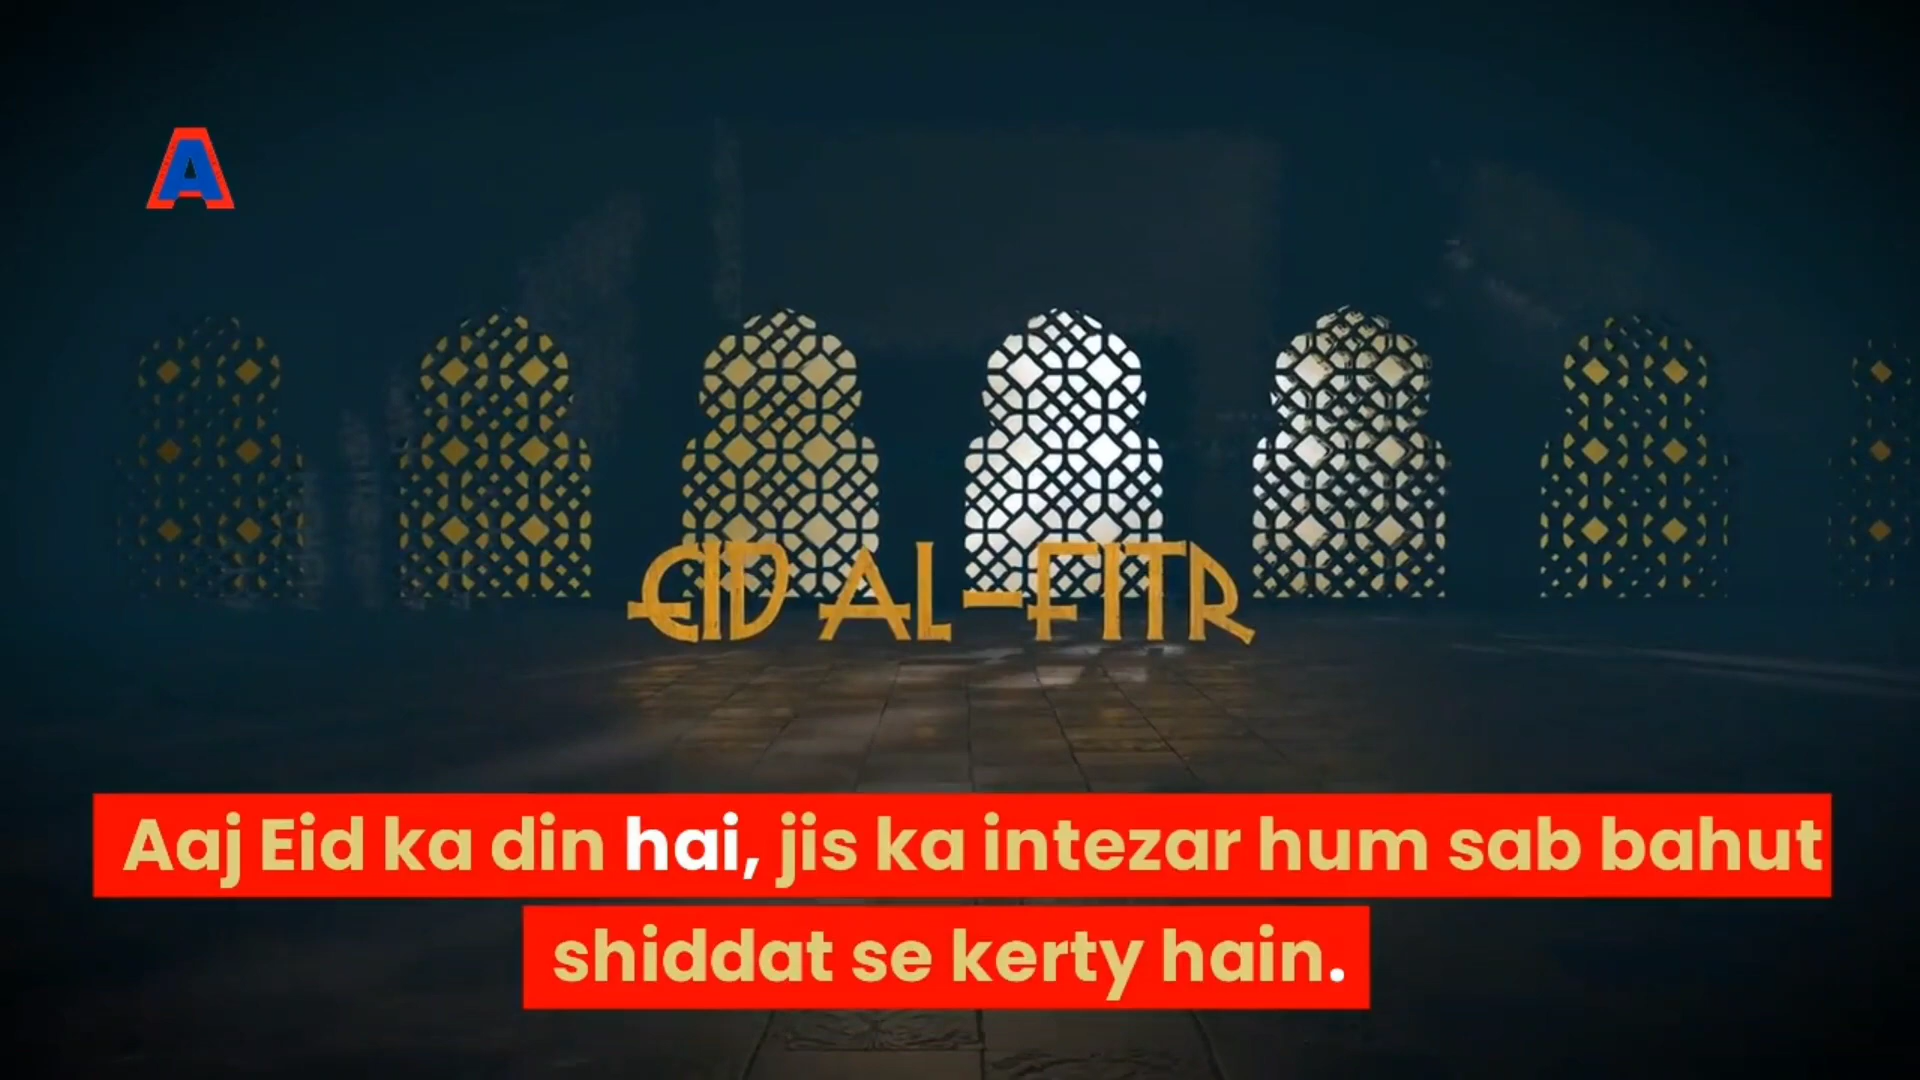 A
EID AL-FITR
Aaj Eid ka din hai, jis ka intezar hum sab bahut
shiddat se kerty hain.